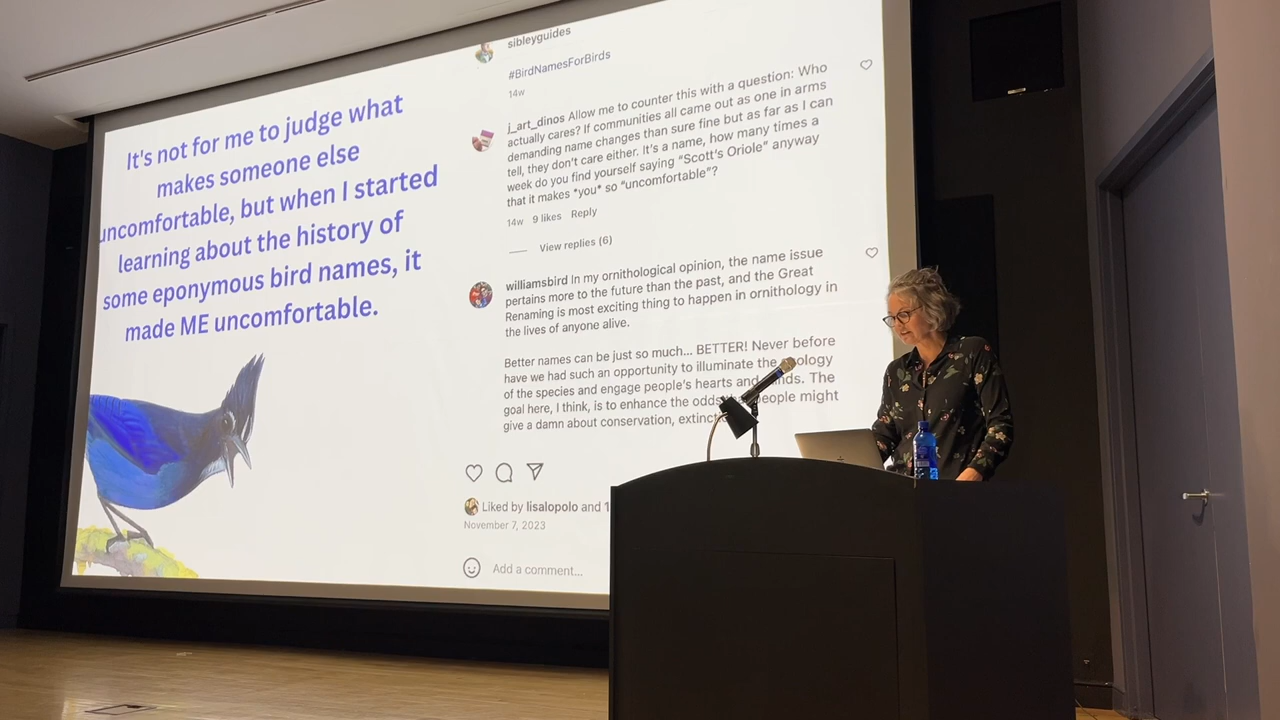 It's not for me to judge what
makes someone else
uncomfortable, but when I started
learning about the history of
some eponymous bird names, it
made ME uncomfortable.
sibleyguides
#BirdNamesForBirds
14w
j_art_dinos Allow me to counter this with a question: Who
actually cares? If communities all came out as one in arms
demanding name changes than sure fine but as far as I can
tell, they don't care either. It's a name, how many times a
week do you find yourself saying "Scott's Oriole" anyway
that it makes *you* so "uncomfortable"?
14w 9 likes Reply
View replies (6)
williamsbird In my ornithological opinion, the name issue
pertains more to the future than the past, and the Great
Renaming is most exciting thing to happen in ornithology in
the lives of anyone alive.
Better names can be just so much... BETTER! Never before
have we had such an opportunity to illuminate the
of the species and engage people's hearts and
goal here, I think, is to enhance the odds people might
give a damn about conservation,
Liked by lisalopolo and
November 7, 2023
Add a comment...